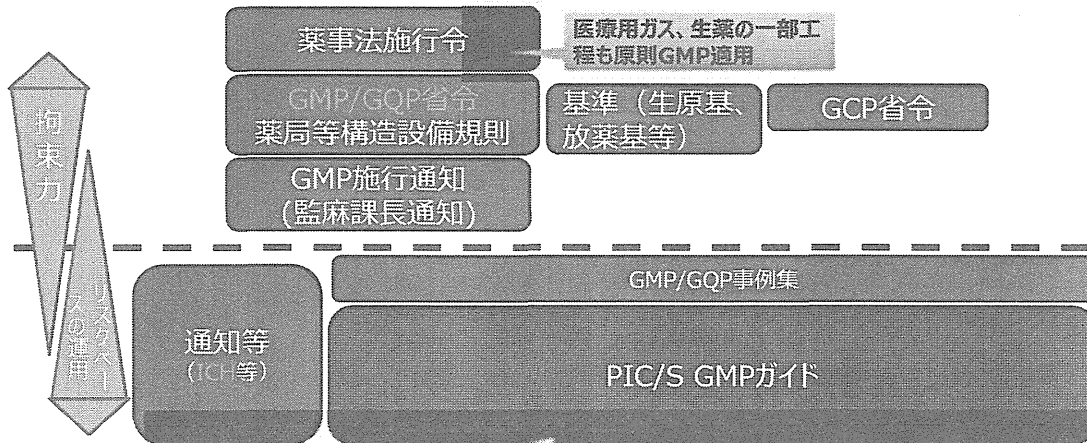 薬事法施行令
医療用ガス、生薬の一部工
程も原則GMP適用
拘束力
GMP/GQP省令
薬局等構造設備規則
基準（生原基、
放薬基等）
GCP省令
GMP施行通知
(監麻課長通知)
リスクベー
スの運用
通知等
(ICH等)
GMP/GQP事例集
PIC/S GMPガイド